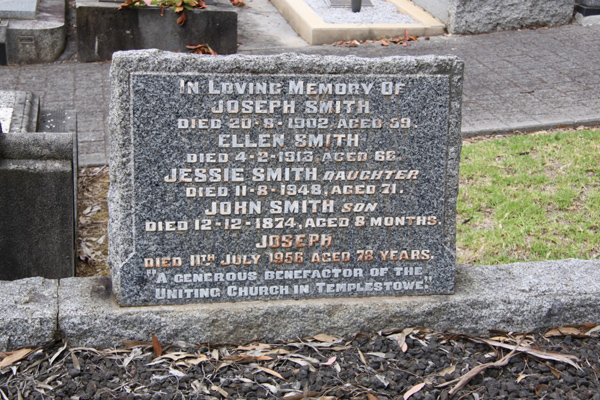 In Loving Memory Of
JOSEPH SMITH
DIED 20-8-1902, AGED 59.
ELLEN SMITH
DIED 4-2-1913, AGED 66.
JESSIE SMITH DAUGHTER
DIED 11-8-1948, AGED 71.
JOHN SMITH SON
DIED 12-12-1874, AGED 8 MONTHS.
JOSEPH
DIED 11TH JULY 1956 AGED 78 YEARS.
"A GENEROUS BENEFACTOR OF THE
UNITING CHURCH IN TEMPLESTOWE."